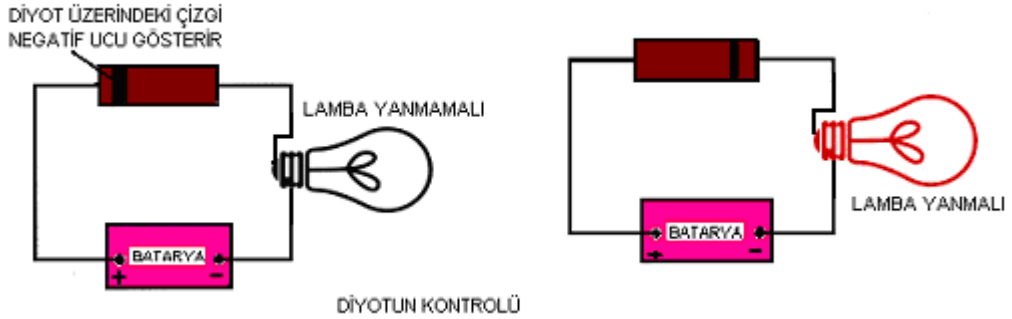 DİYOT ÜZERİNDEKİ ÇİZGİ
NEGATİF UCU GÖSTERİR
LAMBA YANMAMALI
BATARYA
+ -
LAMBA YANMALI
BATARYA
+ -
DİYOTUN KONTROLÜ